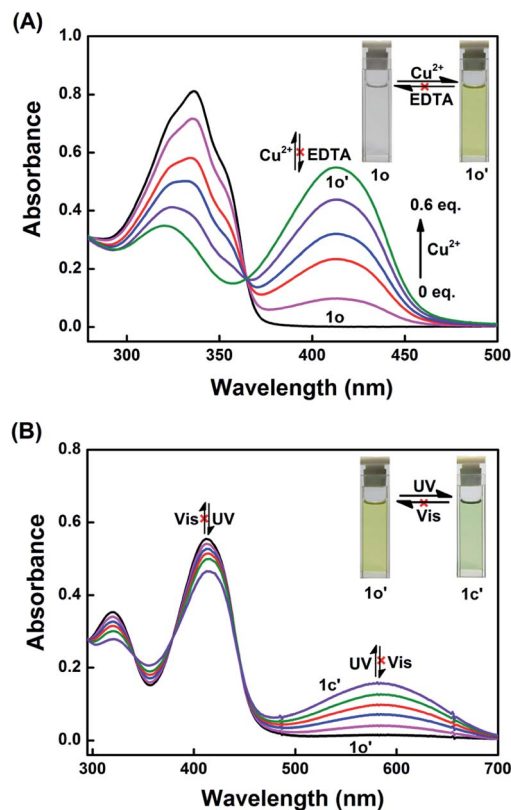 (A)
1.0
0.8
0.6
0.4
0.2
0.0
Absorbance
Cu²⁺
EDTA
1o
1o'
Cu²⁺ EDTA
1o'
0.6 eq.
Cu²⁺
0 eq.
1o
300 350 400 450 500
Wavelength (nm)
(B)
0.8
0.6
0.4
0.2
0.0
Absorbance
UV
Vis
1o'
1c'
Vis UV
UV Vis
1c'
1o'
300 400 500 600 700
Wavelength (nm)